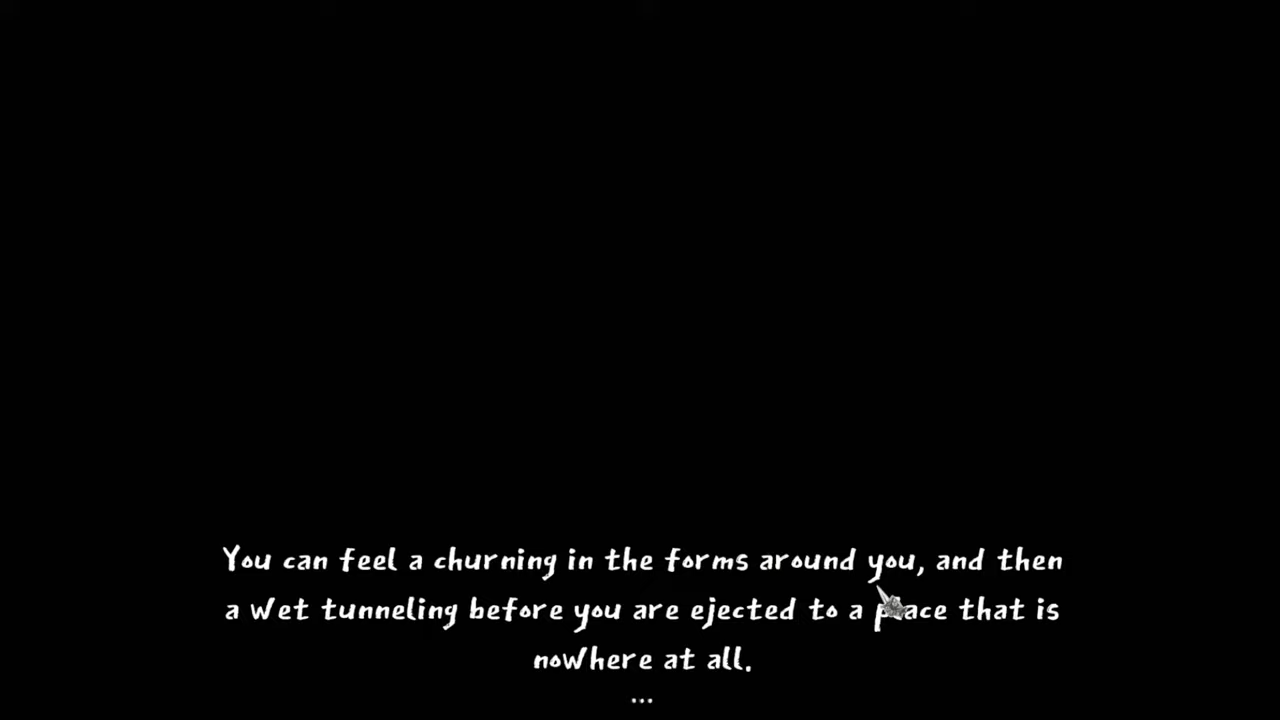 You can feel a churning in the forms around you, and then
a wet tunneling before you are ejected to a place that is
nowhere at all.
...